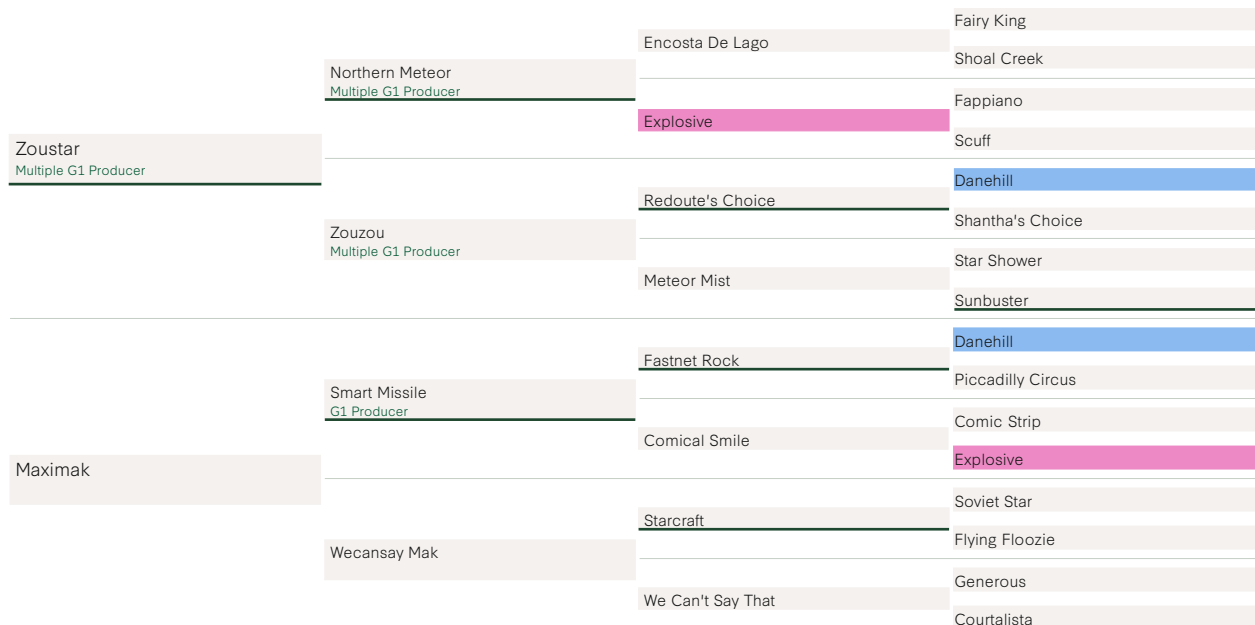 Zoustar
Multiple G1 Producer
Maximak
Northern Meteor
Multiple G1 Producer
Zouzou
Multiple G1 Producer
Smart Missile
G1 Producer
Wecansay Mak
Encosta De Lago
Explosive
Redoute's Choice
Meteor Mist
Fastnet Rock
Comical Smile
Starcraft
We Can't Say That
Fairy King
Shoal Creek
Fappiano
Scuff
Danehill
Shantha's Choice
Star Shower
Sunbuster
Danehill
Piccadilly Circus
Comic Strip
Explosive
Soviet Star
Flying Floozie
Generous
Courtalista